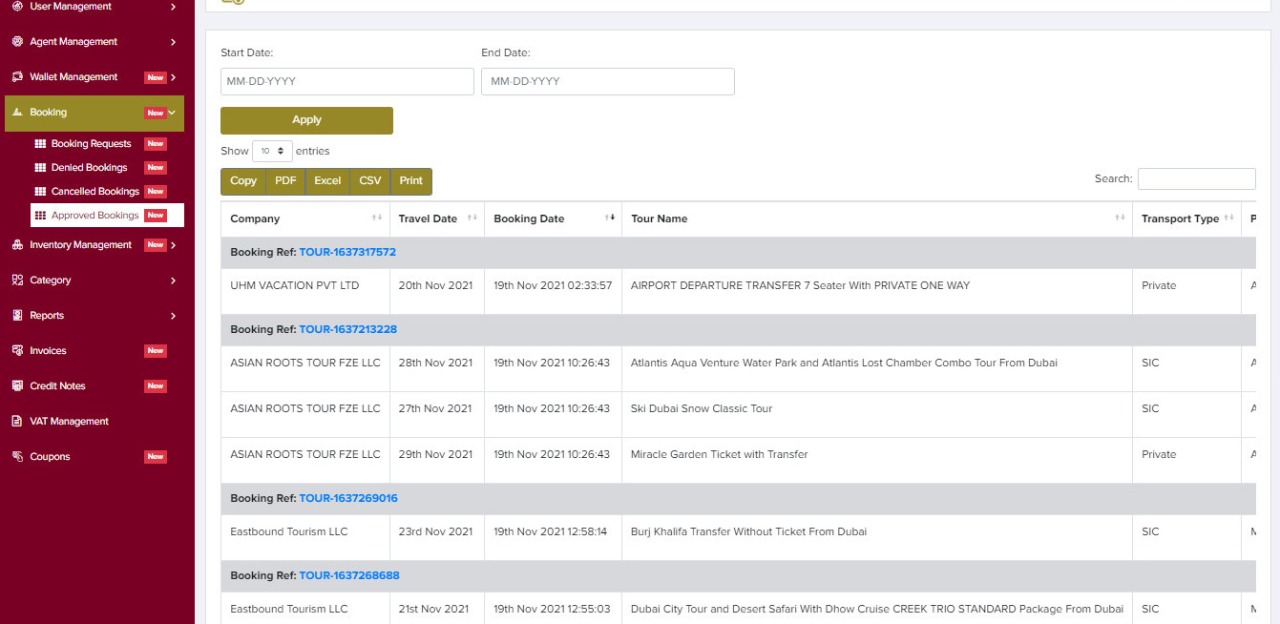 User Management
Agent Management
Wallet Management New
Booking New
Booking Requests New
Denied Bookings New
Cancelled Bookings New
Approved Bookings New
Inventory Management New
Category
Reports
Invoices New
Credit Notes New
VAT Management
Coupons New
Start Date: End Date:
MM-DD-YYYY MM-DD-YYYY
Apply
Show 10 entries
Copy PDF Excel CSV Print Search:
Company Travel Date Booking Date Tour Name Transport Type
Booking Ref: TOUR-1637317572
UHM VACATION PVT LTD 20th Nov 2021 19th Nov 2021 02:33:57 AIRPORT DEPARTURE TRANSFER 7 Seater With PRIVATE ONE WAY Private
Booking Ref: TOUR-1637213228
ASIAN ROOTS TOUR FZE LLC 28th Nov 2021 19th Nov 2021 10:26:43 Atlantis Aqua Venture Water Park and Atlantis Lost Chamber Combo Tour From Dubai SIC
ASIAN ROOTS TOUR FZE LLC 27th Nov 2021 19th Nov 2021 10:26:43 Ski Dubai Snow Classic Tour SIC
ASIAN ROOTS TOUR FZE LLC 29th Nov 2021 19th Nov 2021 10:26:43 Miracle Garden Ticket with Transfer Private
Booking Ref: TOUR-1637269016
Eastbound Tourism LLC 23rd Nov 2021 19th Nov 2021 12:58:14 Burj Khalifa Transfer Without Ticket From Dubai SIC
Booking Ref: TOUR-1637268688
Eastbound Tourism LLC 21st Nov 2021 19th Nov 2021 12:55:03 Dubai City Tour and Desert Safari With Dhow Cruise CREEK TRIO STANDARD Package From Dubai SIC